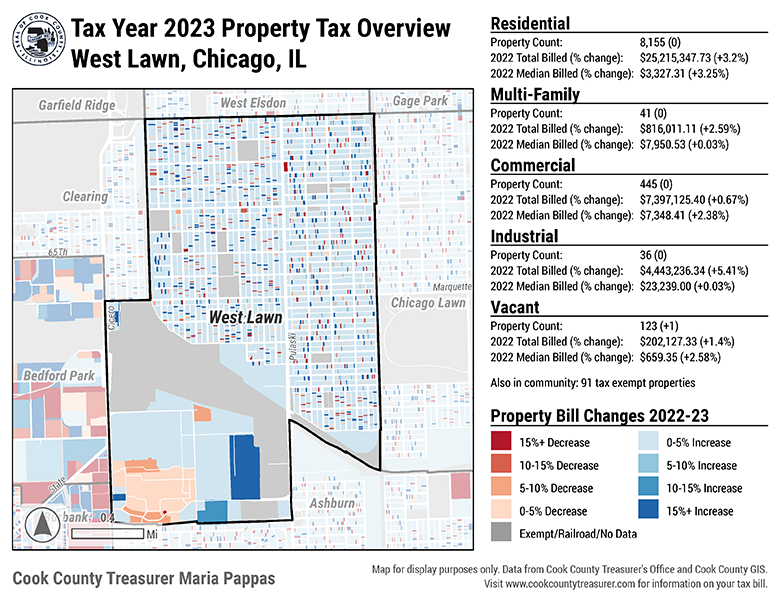 Tax Year 2023 Property Tax Overview
West Lawn, Chicago, IL
Garfield Ridge
West Elsdon
Gage Park
Clearing
65Th
Marquette
Cicero
West Lawn
Chicago Lawn
Pulaski
Bedford Park
State
Ashburn
bank
0.4
Mi
Cook County Treasurer Maria Pappas
Residential
Property Count: 8,155 (0)
2022 Total Billed (% change): $25,215,347.73 (+3.2%)
2022 Median Billed (% change): $3,327.31 (+3.25%)
Multi-Family
Property Count: 41 (0)
2022 Total Billed (% change): $816,011.11 (+2.59%)
2022 Median Billed (% change): $7,950.53 (+0.03%)
Commercial
Property Count: 445 (0)
2022 Total Billed (% change): $7,397,125.40 (+0.67%)
2022 Median Billed (% change): $7,348.41 (+2.38%)
Industrial
Property Count: 36 (0)
2022 Total Billed (% change): $4,443,236.34 (+5.41%)
2022 Median Billed (% change): $23,239.00 (+0.03%)
Vacant
Property Count: 123 (+1)
2022 Total Billed (% change): $202,127.33 (+1.4%)
2022 Median Billed (% change): $659.35 (+2.58%)
Also in community: 91 tax exempt properties
Property Bill Changes 2022-23
15%+ Decrease
10-15% Decrease
5-10% Decrease
0-5% Decrease
Exempt/Railroad/No Data
0-5% Increase
5-10% Increase
10-15% Increase
15%+ Increase
Map for display purposes only. Data from Cook County Treasurer's Office and Cook County GIS.
Visit www.cookcountytreasurer.com for information on your tax bill.